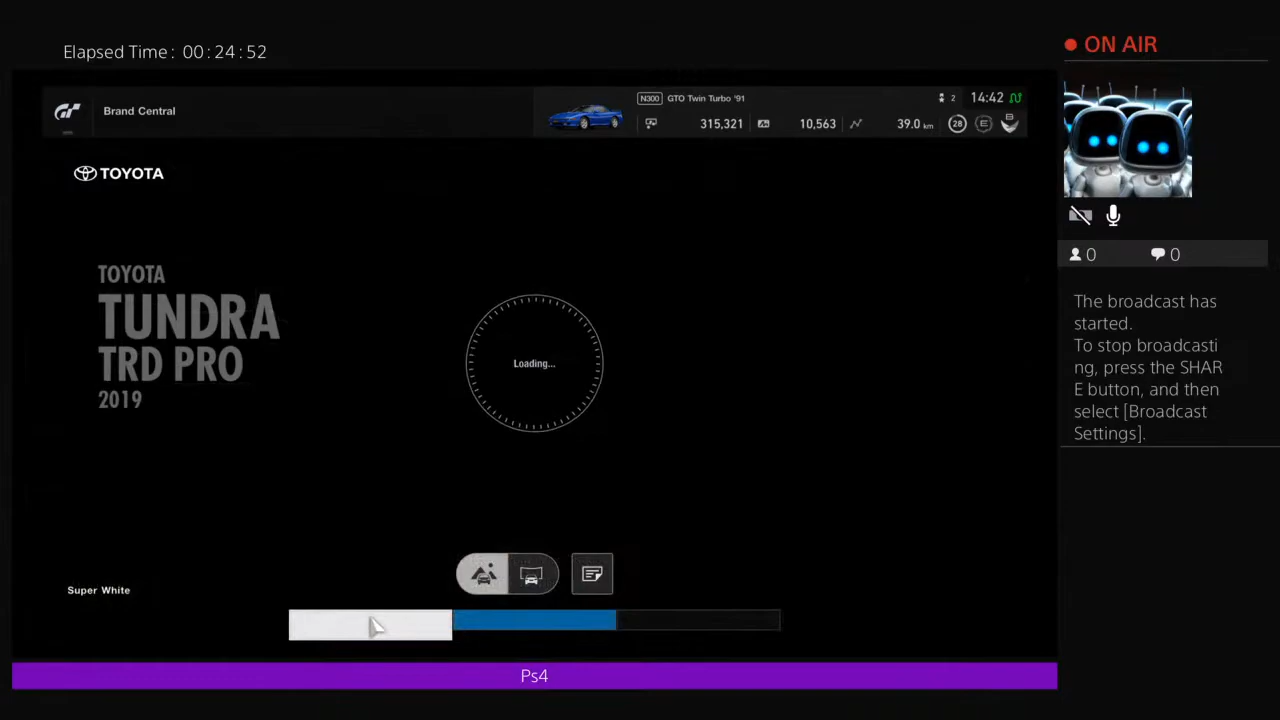 Elapsed Time: 00:24:52
ON AIR
Brand Central
N300 GTO Twin Turbo '91
2 14:42
315,321 10,563 39.0 km 28 E B
TOYOTA
0 0
TOYOTA
TUNDRA
TRD PRO
2019
Loading...
The broadcast has
started.
To stop broadcasti
ng, press the SHAR
E button, and then
select [Broadcast
Settings].
Super White
Ps4